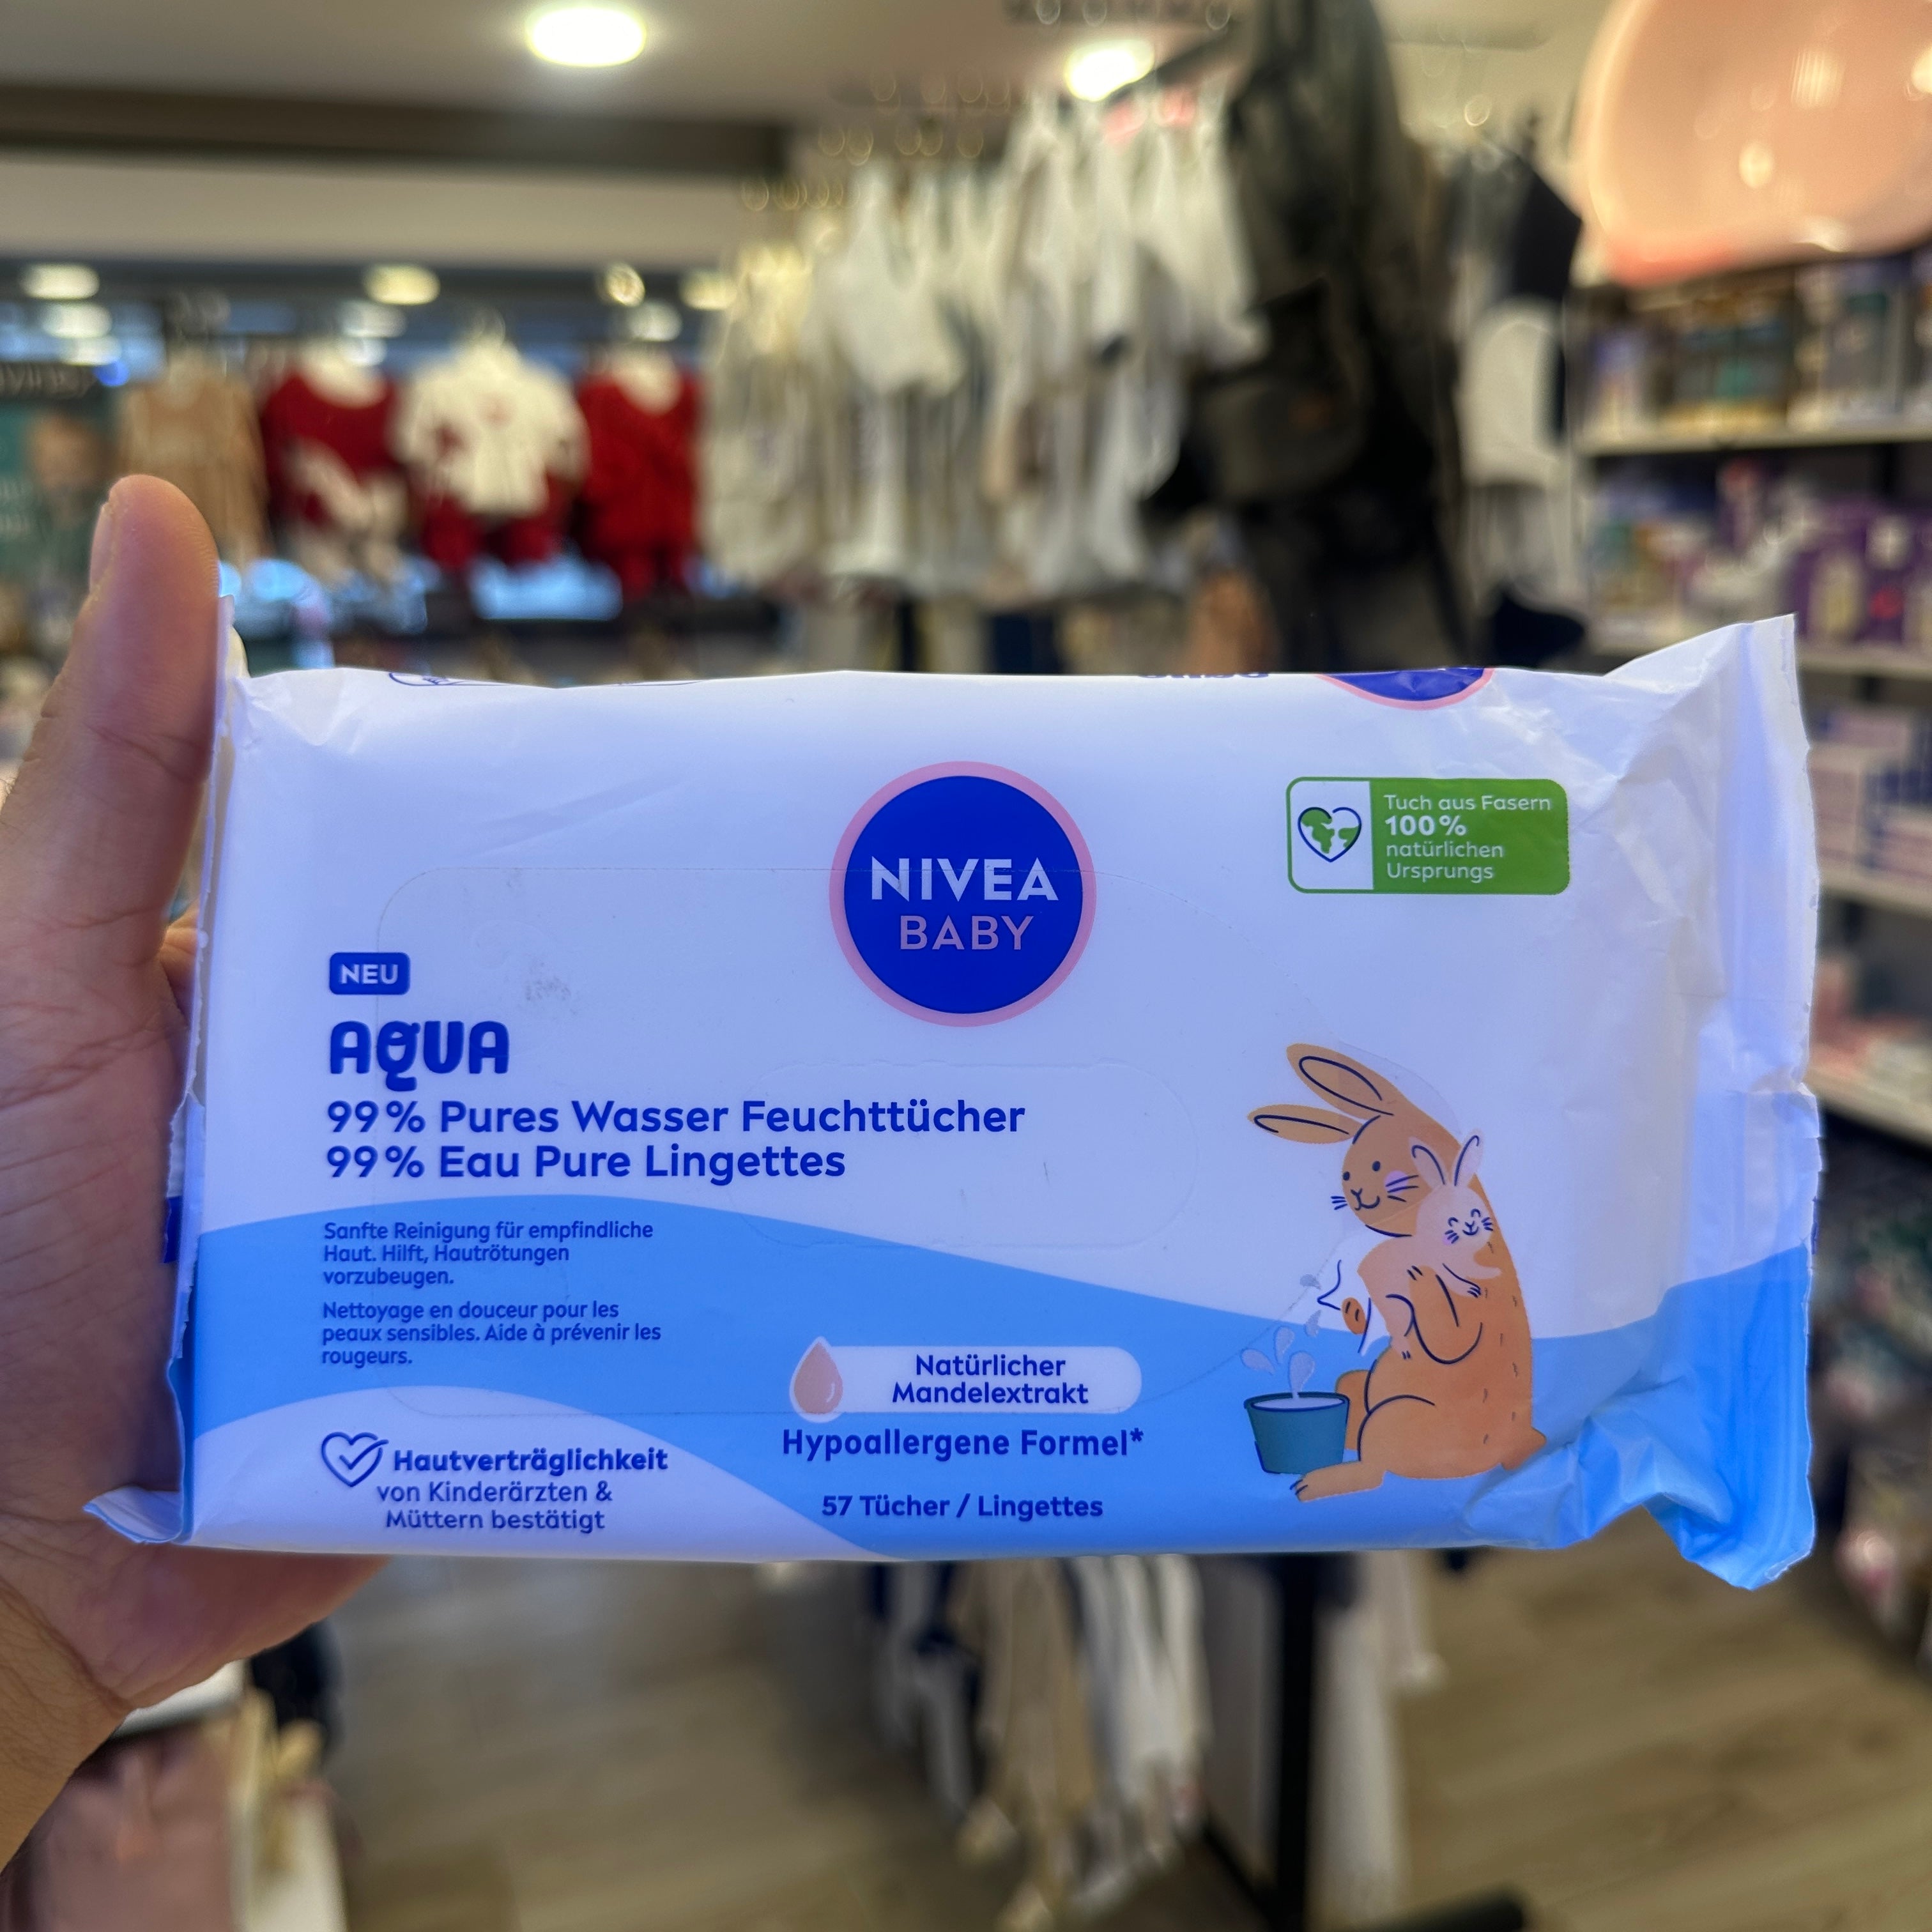 NIVEA
BABY
Tuch aus Fasern
100%
natürlichen
Ursprungs
NEU
AQUA
99% Pures Wasser Feuchttücher
99% Eau Pure Lingettes
Sanfte Reinigung für empfindliche
Haut. Hilft, Hautrötungen
vorzubeugen.
Nettoyage en douceur pour les
peaux sensibles. Aide à prévenir les
rougeurs.
Natürlicher
Mandelextrakt
Hypoallergene Formel*
Hautverträglichkeit
von Kinderärzten &
Müttern bestätigt
57 Tücher / Lingettes